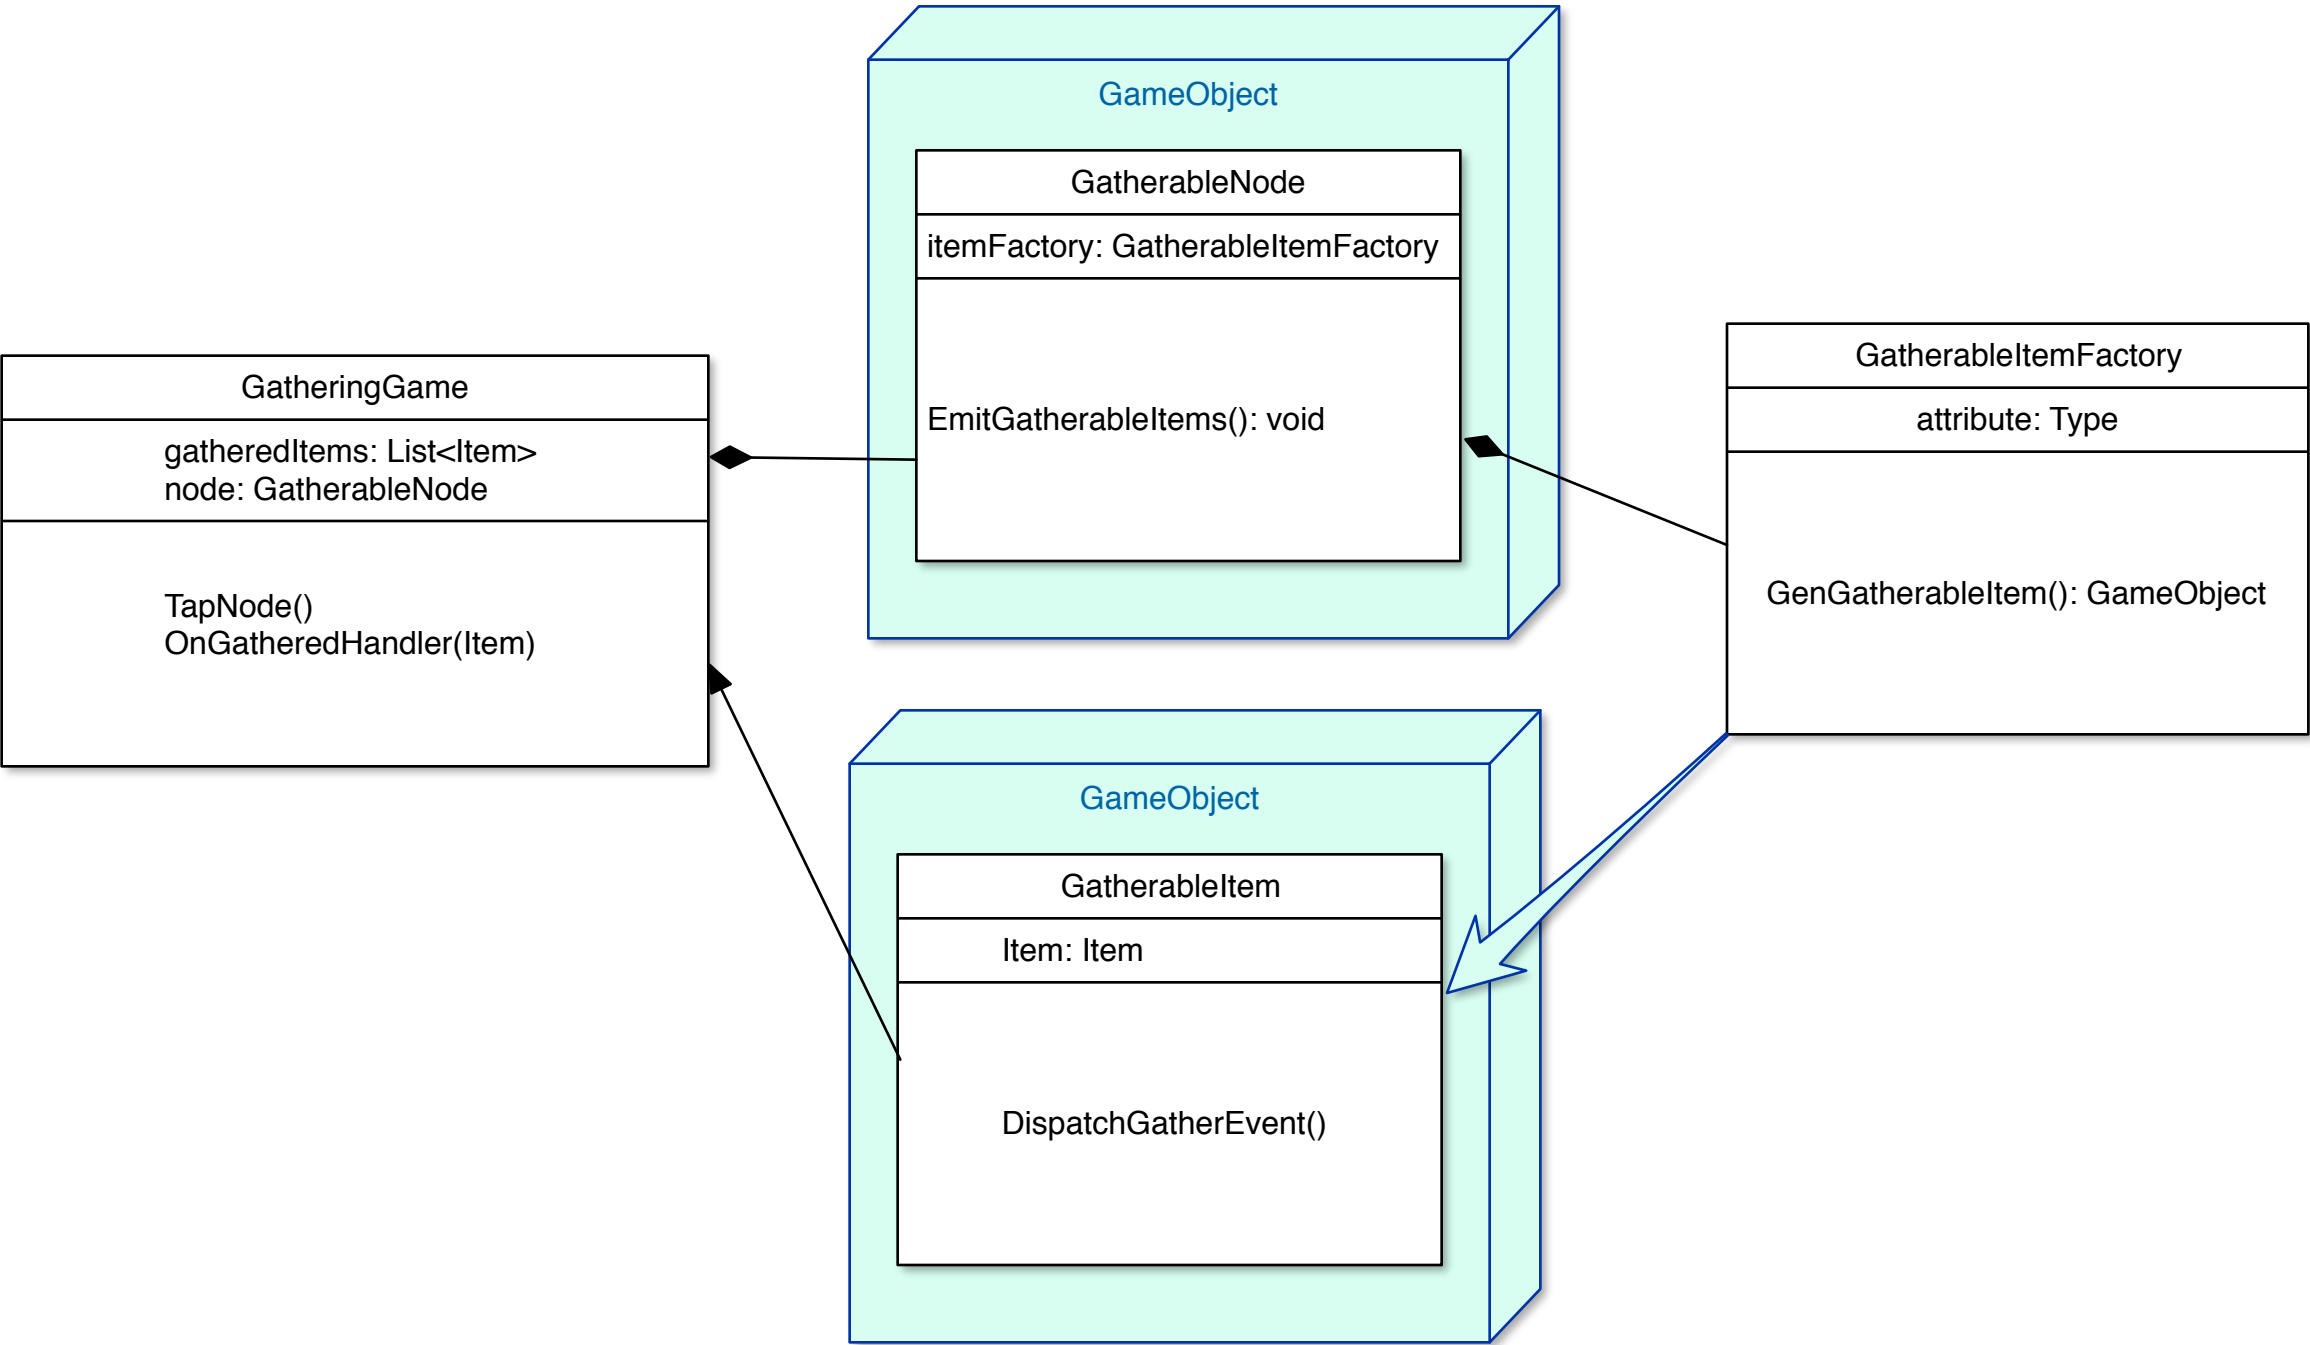 GameObject
GatherableNode
itemFactory: GatherableItemFactory
EmitGatherableItems(): void
GatheringGame
gatheredItems: List<Item>
node: GatherableNode
TapNode()
OnGatheredHandler(Item)
GatherableItemFactory
attribute: Type
GenGatherableItem(): GameObject
GameObject
GatherableItem
Item: Item
DispatchGatherEvent()